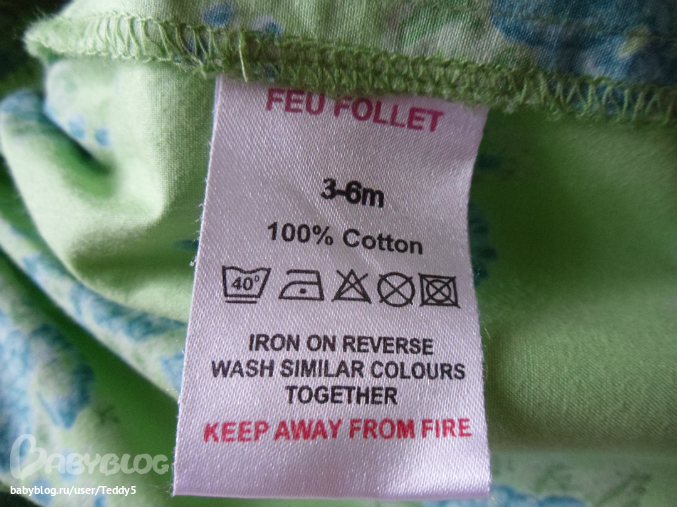 FEU FOLLET
3-6m
100% Cotton
40°
IRON ON REVERSE
WASH SIMILAR COLOURS
TOGETHER
KEEP AWAY FROM FIRE
BABYBLOG
babyblog.ru/user/Teddy5